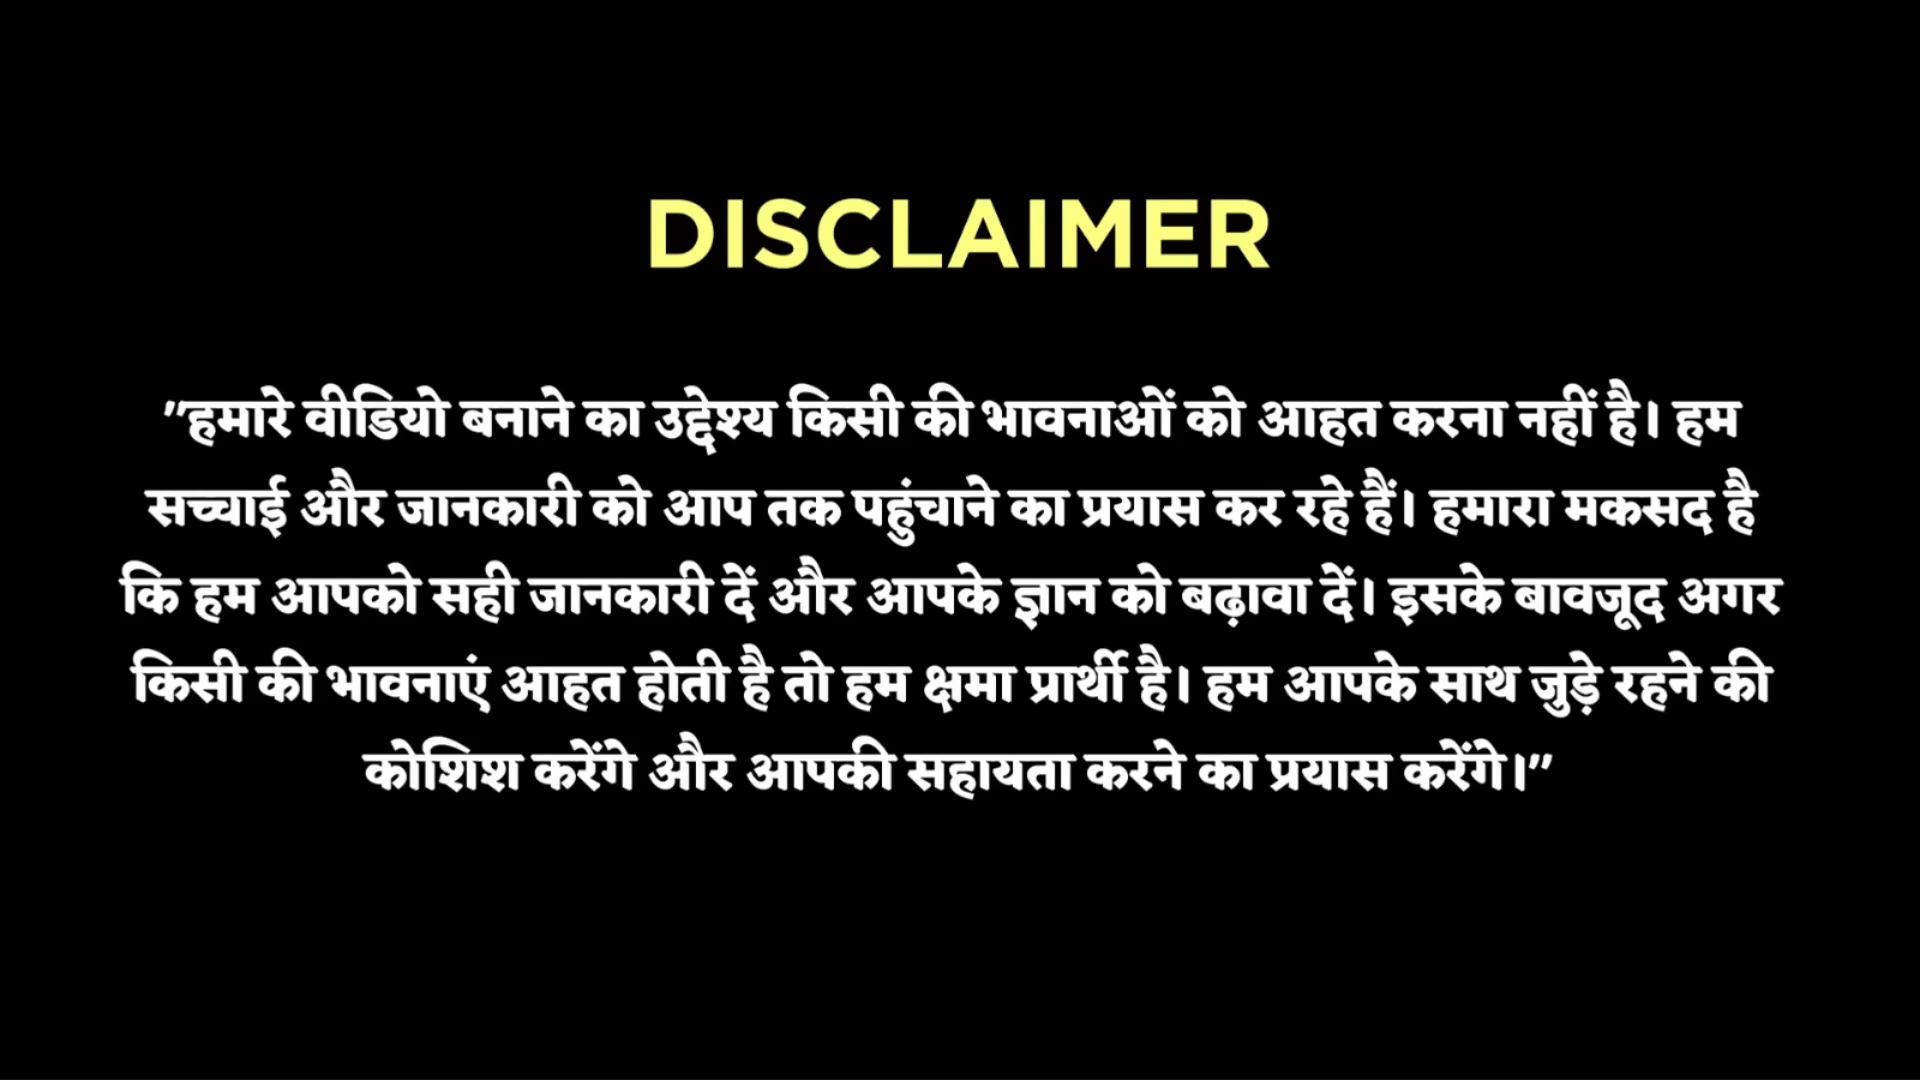 DISCLAIMER
"हमारे वीडियो बनाने का उद्देश्य किसी की भावनाओं को आहत करना नहीं है। हम
सच्चाई और जानकारी को आप तक पहुंचाने का प्रयास कर रहे हैं। हमारा मकसद है
कि हम आपको सही जानकारी दें और आपके ज्ञान को बढ़ावा दें। इसके बावजूद अगर
किसी की भावनाएं आहत होती है तो हम क्षमा प्रार्थी है। हम आपके साथ जुड़े रहने की
कोशिश करेंगे और आपकी सहायता करने का प्रयास करेंगे।"